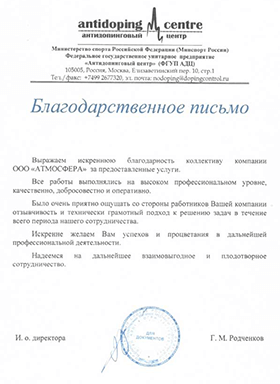 antidoping centre
АНТИДОПИНГОВЫЙ ЦЕНТР
Министерство спорта Российской Федерации (Минспорт России)
Федеральное государственное унитарное предприятие
«Антидопинговый центр» (ФГУП АДЦ)
105005, Россия, Москва, Елизаветинский пер. 10, стр.1
Тел./факс: +7499 2677320, эл. почта: nodoping@dopingcontrol.ru
Благодарственное письмо
Выражаем искреннюю благодарность коллективу компании
ООО «АТМОСФЕРА» за предоставленные услуги.
Все работы выполнялись на высоком профессиональном уровне,
качественно, добросовестно и оперативно.
Было очень приятно ощущать со стороны работников Вашей компании
отзывчивость и технически грамотный подход к решению задач в течение
всего периода нашего сотрудничества.
Искренне желаем Вам успехов и процветания в дальнейшей
профессиональной деятельности.
Надеемся на дальнейшее взаимовыгодное и плодотворное
сотрудничество.
И. о. директора
Г. М. Родченков
ДЛЯ
ДОКУМЕНТОВ